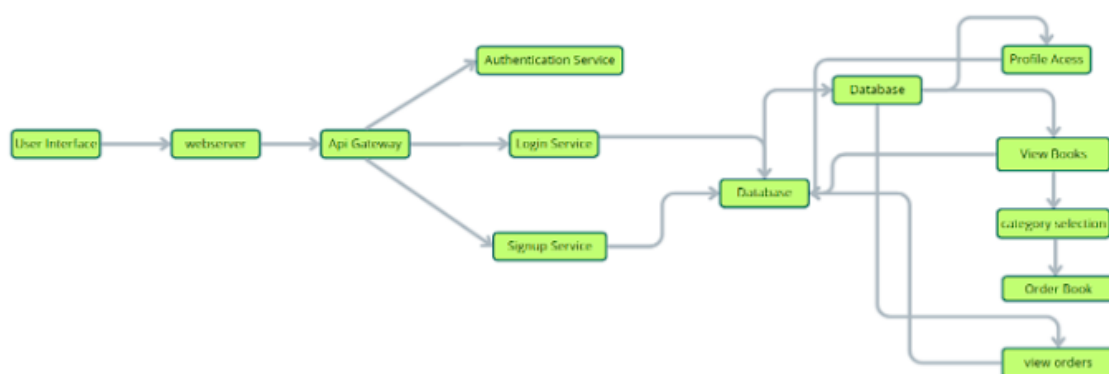 Authentication Service
Profile Acess
Database
User Interface
webserver
Api Gateway
Login Service
View Books
Database
category selection
Signup Service
Order Book
view orders